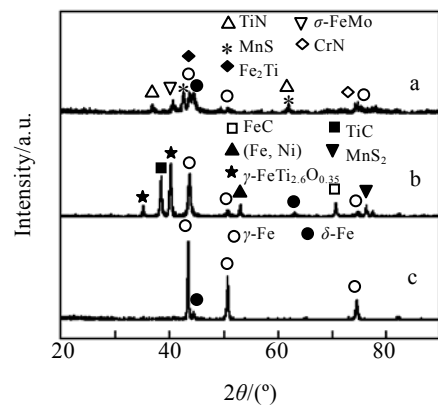 △ TiN ▽ σ-FeMo
* MnS ◇ CrN
◆ Fe₂Ti
a
□ FeC ■ TiC
▲ (Fe, Ni) ▼ MnS₂
★ γ-FeTi₂.₆O₀.₃₅
b
○ γ-Fe ● δ-Fe
c
Intensity/a.u.
20 40 60 80
2θ/(º)